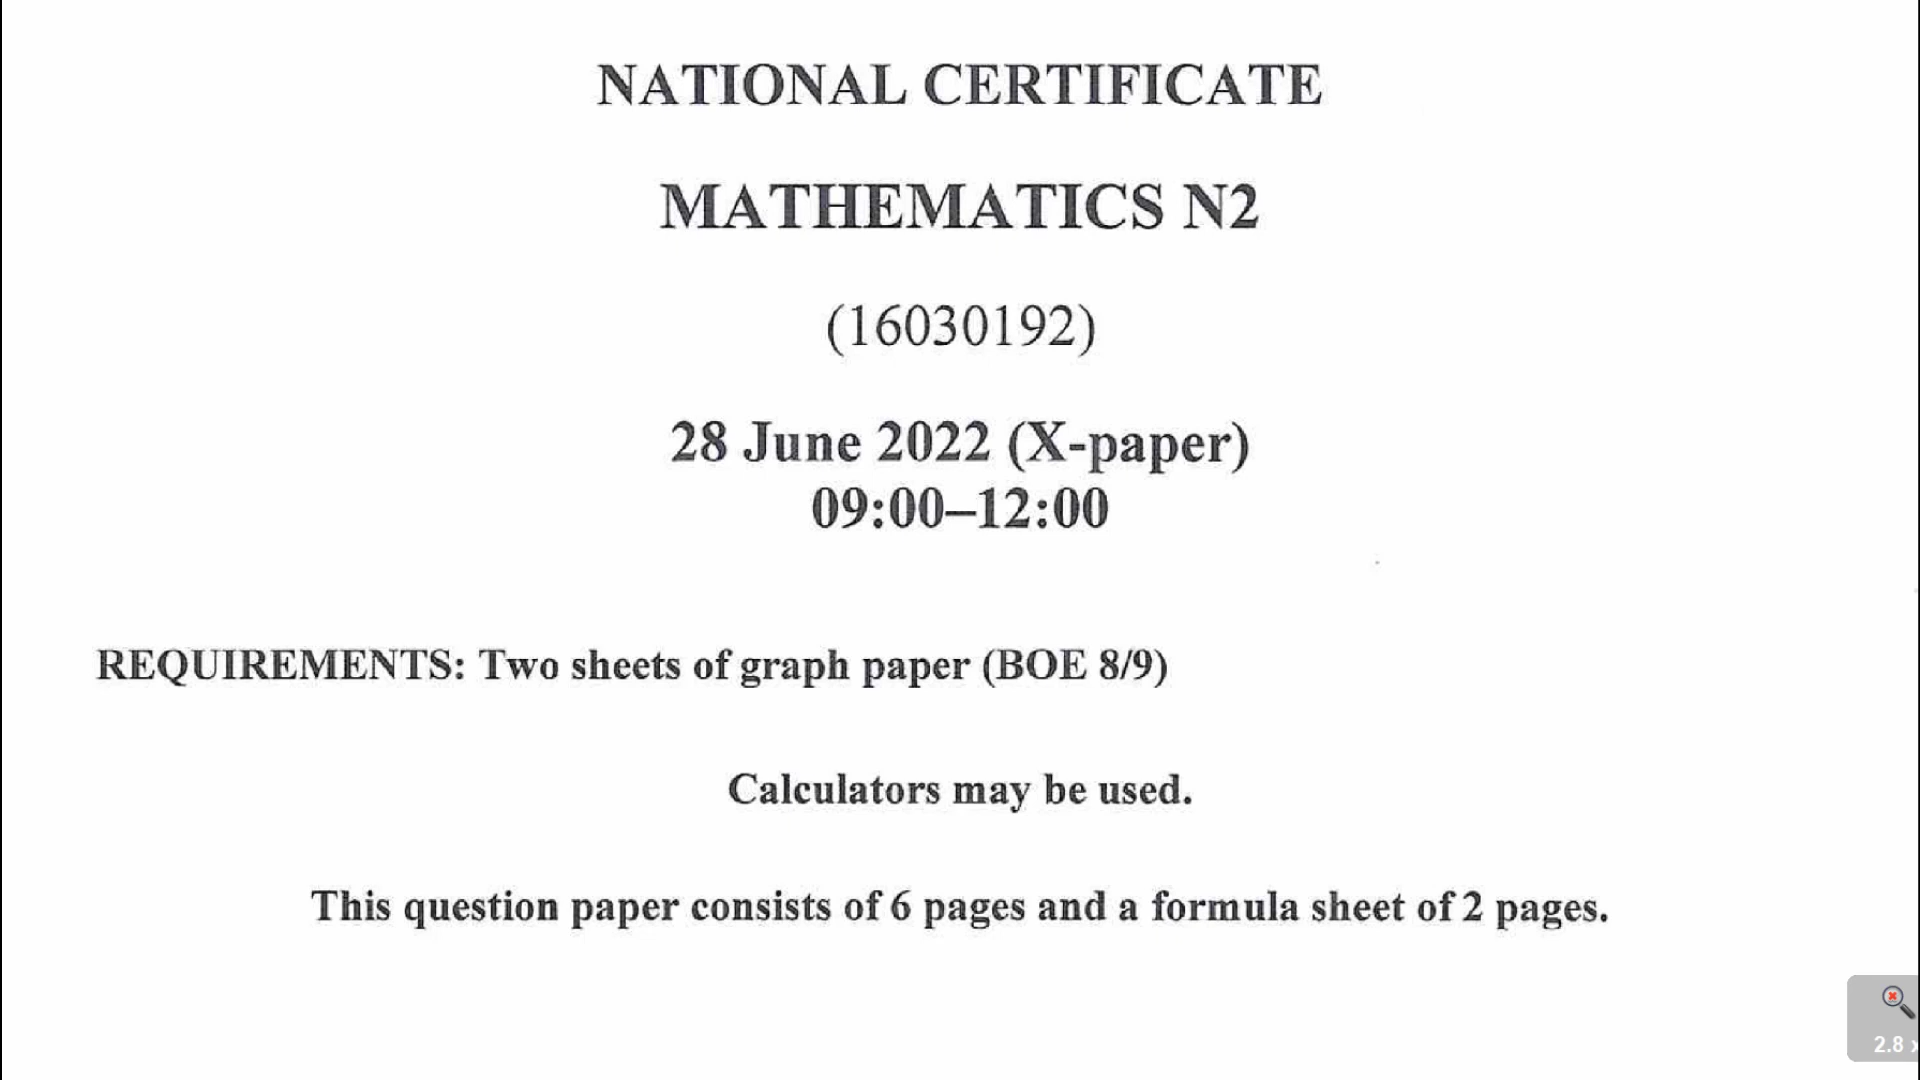 NATIONAL CERTIFICATE
MATHEMATICS N2
(16030192)
28 June 2022 (X-paper)
09:00–12:00
REQUIREMENTS: Two sheets of graph paper (BOE 8/9)
Calculators may be used.
This question paper consists of 6 pages and a formula sheet of 2 pages.
2.8 x